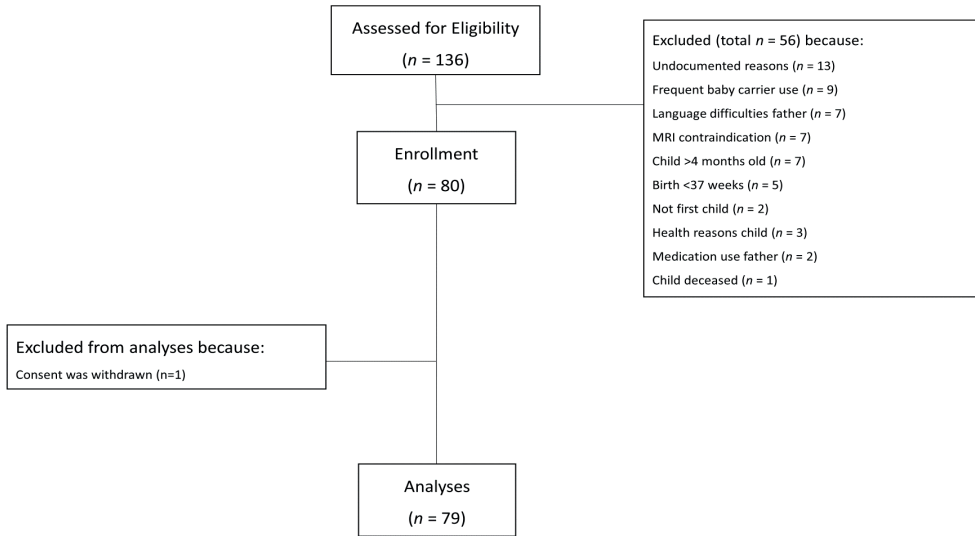 Assessed for Eligibility
(n = 136)
Excluded (total n = 56) because:
Undocumented reasons (n = 13)
Frequent baby carrier use (n = 9)
Language difficulties father (n = 7)
MRI contraindication (n = 7)
Child >4 months old (n = 7)
Birth <37 weeks (n = 5)
Not first child (n = 2)
Health reasons child (n = 3)
Medication use father (n = 2)
Child deceased (n = 1)
Enrollment
(n = 80)
Excluded from analyses because:
Consent was withdrawn (n=1)
Analyses
(n = 79)